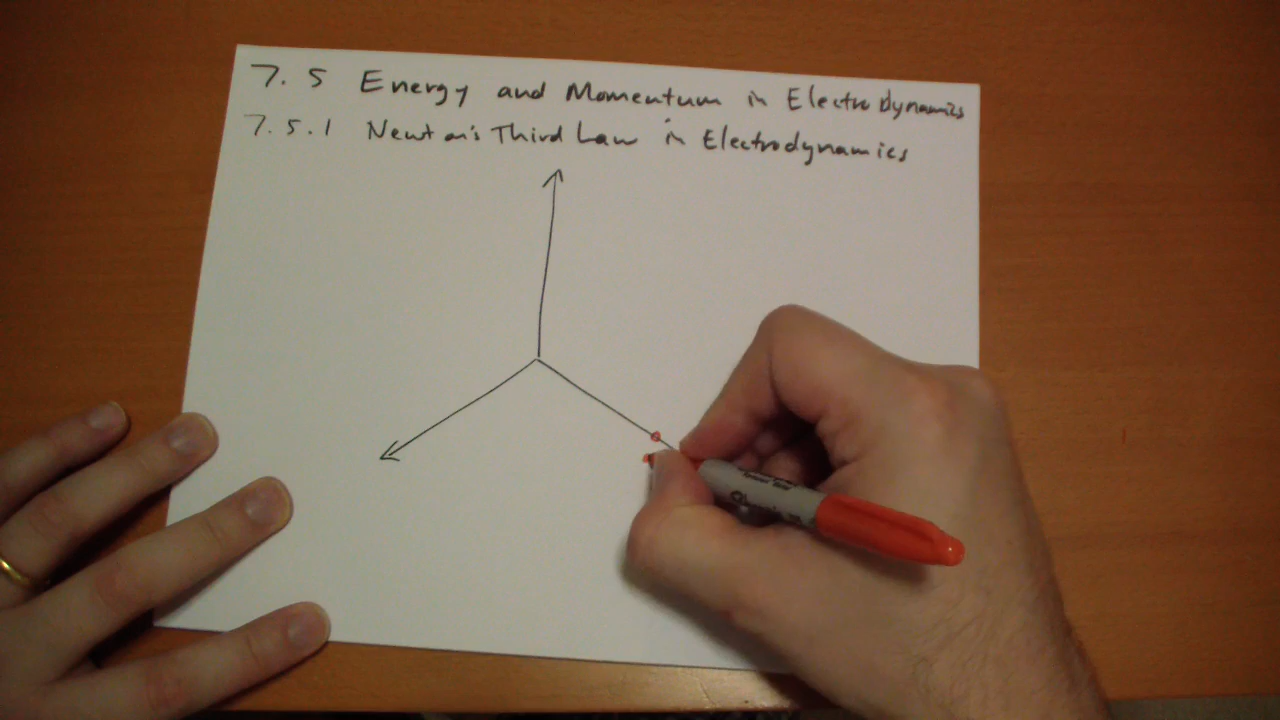 7.5 Energy and Momentum in Electrodynamics
7.5.1 Newton's Third Law in Electrodynamics